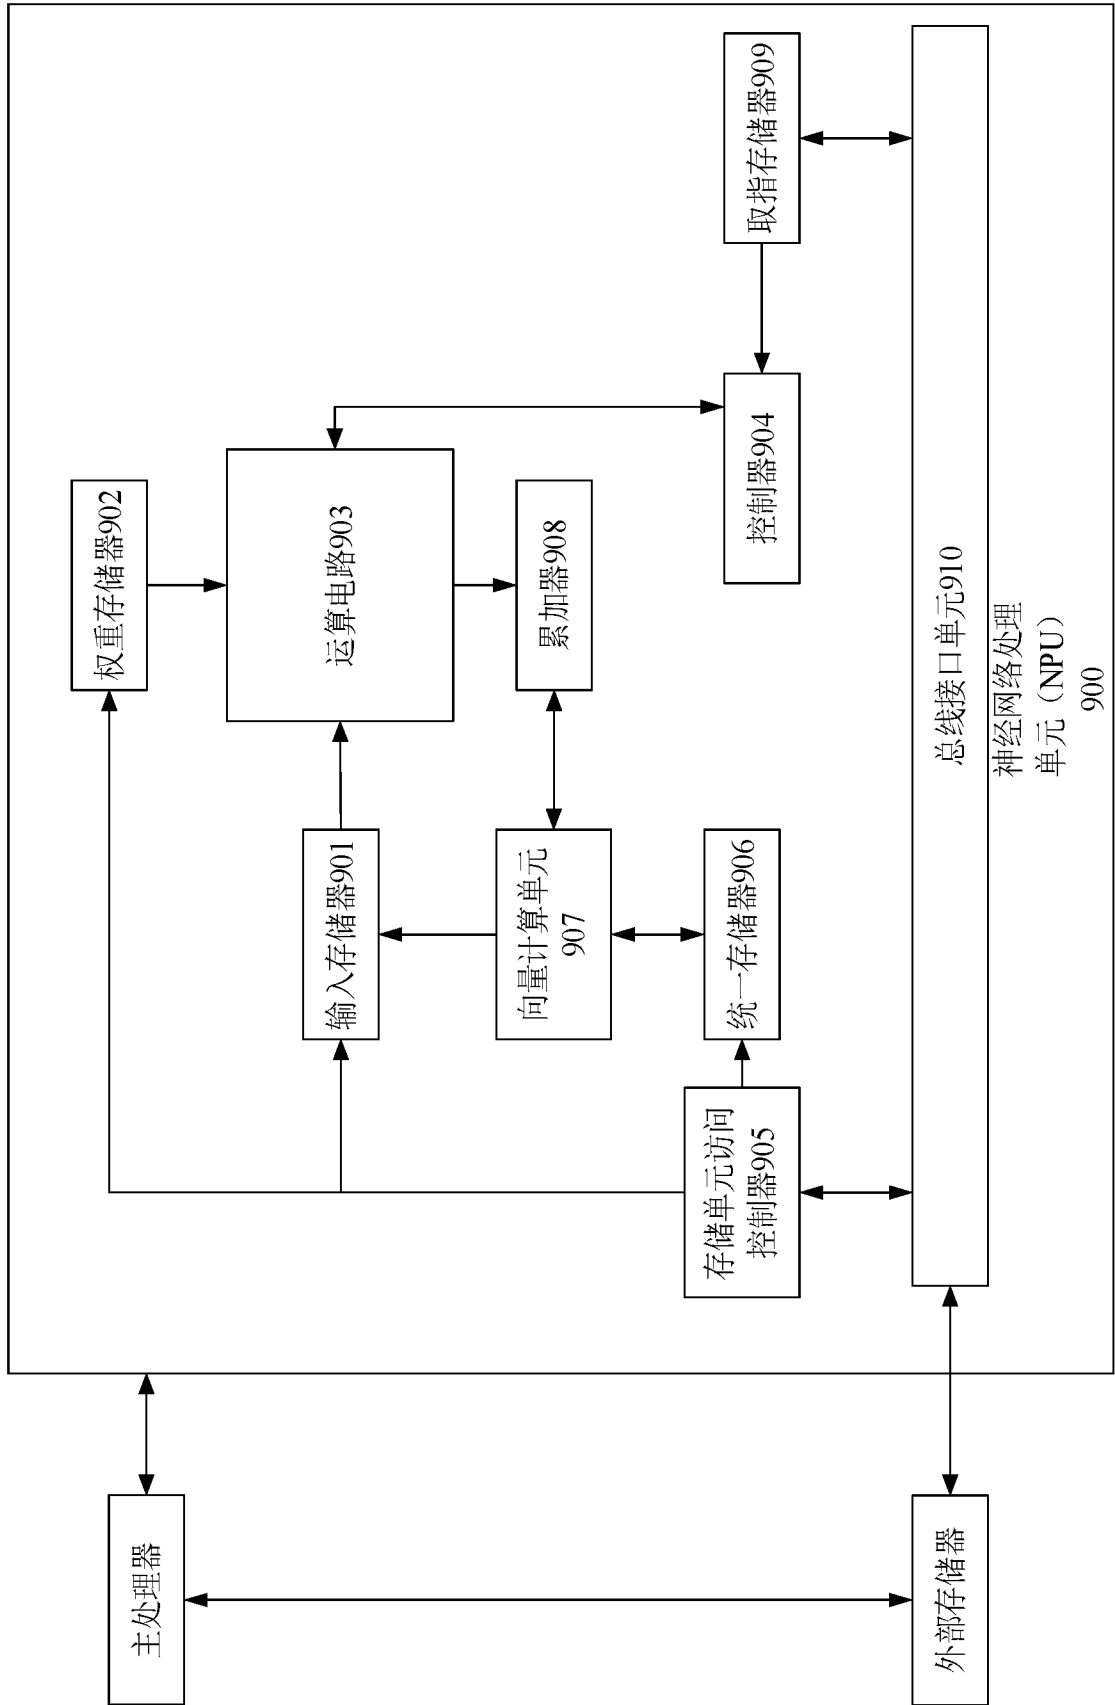 主处理器
外部存储器
权重存储器902
输入存储器901
运算电路903
向量计算单元
907
累加器908
存储单元访问
控制器905
统一存储器906
控制器904
取指存储器909
总线接口单元910
神经网络处理
单元（NPU）
900